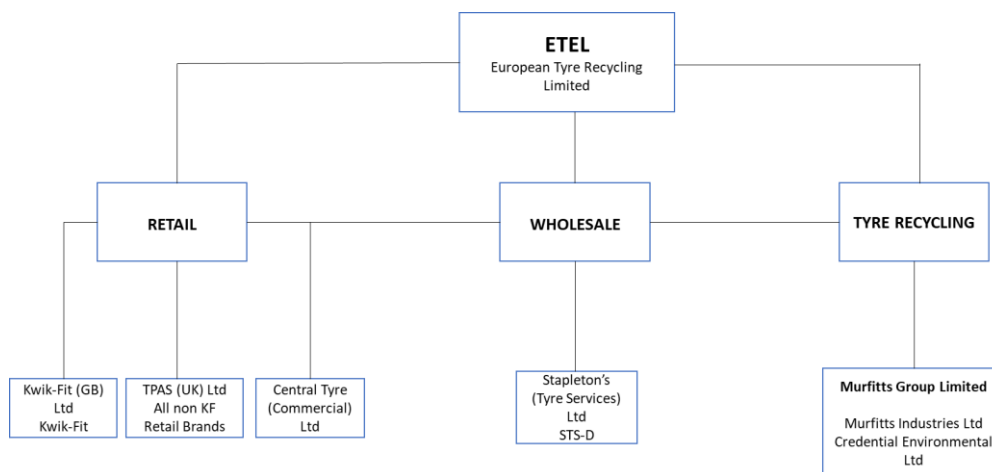 ETEL
European Tyre Recycling
Limited
RETAIL
WHOLESALE
TYRE RECYCLING
Kwik-Fit (GB)
Ltd
Kwik-Fit
TPAS (UK) Ltd
All non KF
Retail Brands
Central Tyre
(Commercial)
Ltd
Stapleton's
(Tyre Services)
Ltd
STS-D
Murfitts Group Limited
Murfitts Industries Ltd
Credential Environmental
Ltd